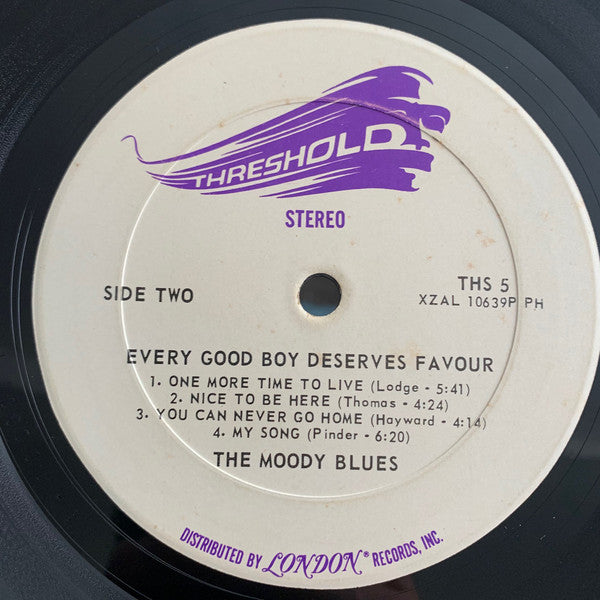 THRESHOLD
STEREO
SIDE TWO
THS 5
XZAL 10639P PH
EVERY GOOD BOY DESERVES FAVOUR
1. ONE MORE TIME TO LIVE (Lodge - 5:41)
2. NICE TO BE HERE (Thomas - 4:24)
3. YOU CAN NEVER GO HOME (Hayward - 4:14)
4. MY SONG (Pinder - 6:20)
THE MOODY BLUES
DISTRIBUTED BY LONDON® RECORDS, INC.